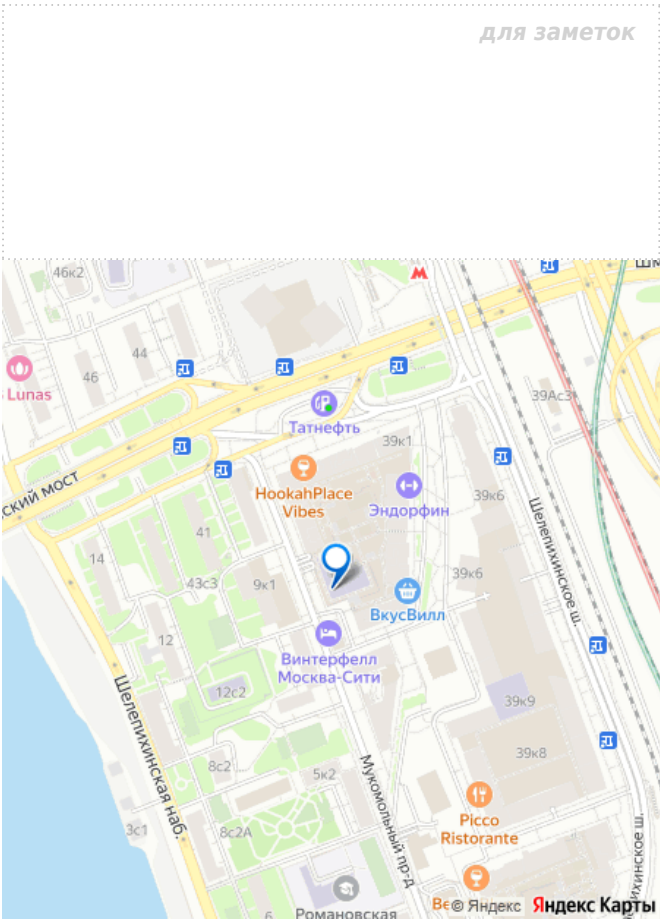 для заметок
46к2
44
46
Lunas
39Ас3
Татнефть
39к1
HookahPlace
Vibes
Эндорфин
39к6
ский мост
41
14
43с3
9к1
39к6
Шелепихинское ш.
ВкусВилл
12
Винтерфелл
Москва-Сити
12с2
39к9
Шелепихинская наб.
39к8
8с2
5к2
Мукомольный пр-д
3с1
8с2А
Picco
Ristorante
6
Романовская
© Яндекс Яндекс Карты